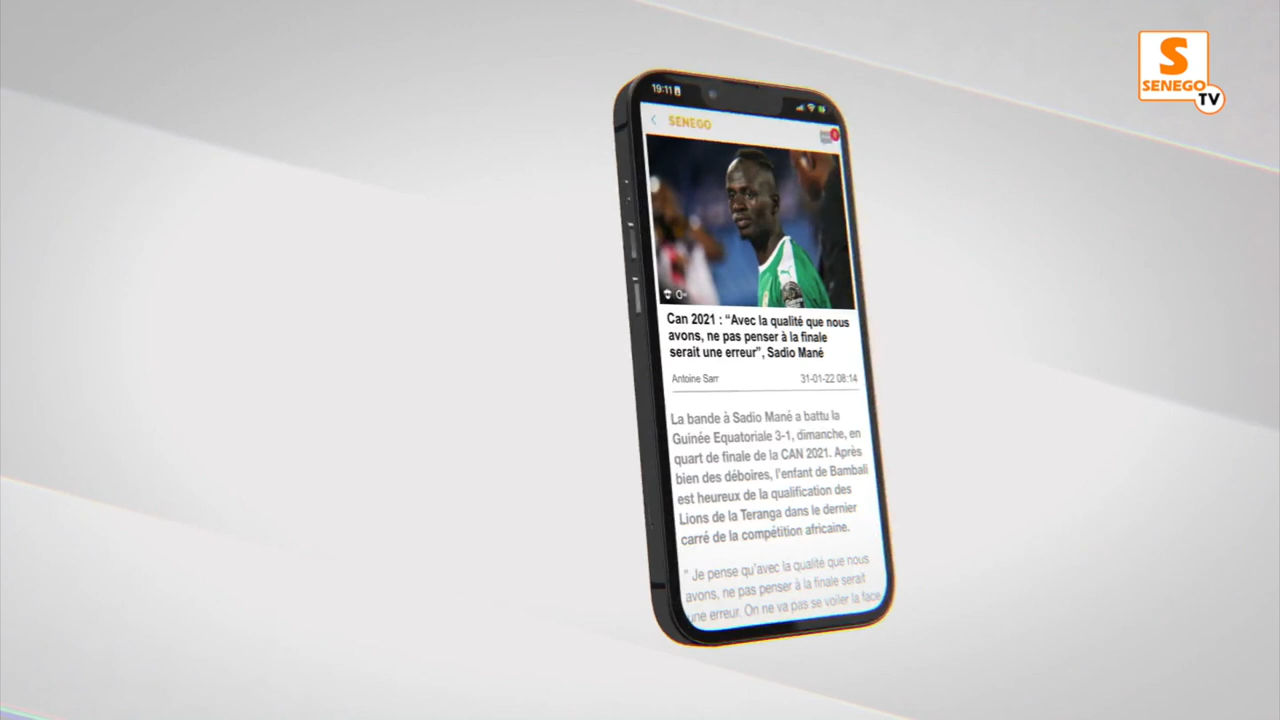 S
SENEGO
TV
19:11
SENEGO
Can 2021 : “Avec la qualité que nous
avons, ne pas penser à la finale
serait une erreur”, Sadio Mané
Antoine Sarr 31-01-22 08:14
La bande à Sadio Mané a battu la
Guinée Equatoriale 3-1, dimanche, en
quart de finale de la CAN 2021. Après
bien des déboires, l’enfant de Bambali
est heureux de la qualification des
Lions de la Teranga dans le dernier
carré de la compétition africaine.
“ Je pense qu’avec la qualité que nous
avons, ne pas penser à la finale serait
une erreur. On ne va pas se voiler la face